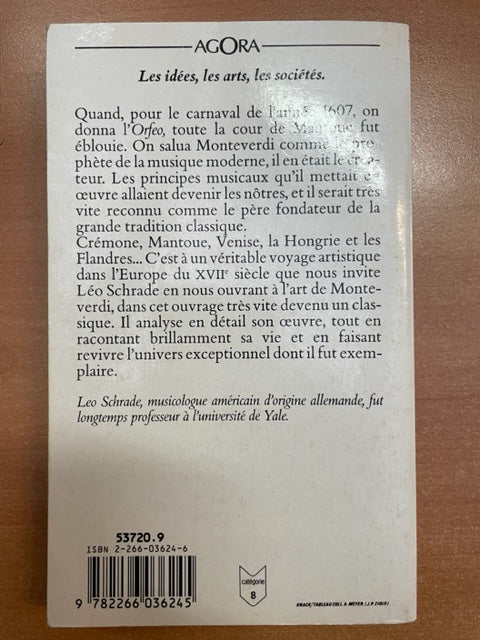 AGORA
Les idées, les arts, les sociétés.
Quand, pour le carnaval de l'année 1607, on
donna l'Orfeo, toute la cour de Mantoue fut
éblouie. On salua Monteverdi comme le pro-
phète de la musique moderne, il en était le créa-
teur. Les principes musicaux qu'il mettait en
œuvre allaient devenir les nôtres, et il serait très
vite reconnu comme le père fondateur de la
grande tradition classique.
Crémone, Mantoue, Venise, la Hongrie et les
Flandres... C'est à un véritable voyage artistique
dans l'Europe du XVIIe siècle que nous invite
Léo Schrade en nous ouvrant à l'art de Monte-
verdi, dans cet ouvrage très vite devenu un clas-
sique. Il analyse en détail son œuvre, tout en
racontant brillamment sa vie et en faisant
revivre l'univers exceptionnel dont il fut exem-
plaire.
Leo Schrade, musicologue américain d'origine allemande, fut
longtemps professeur à l'université de Yale.
53720.9
ISBN 2-266-03624-6
9 782266 036245
catégorie
8
KNACK/TABLEAU COLL. A. MEYER.